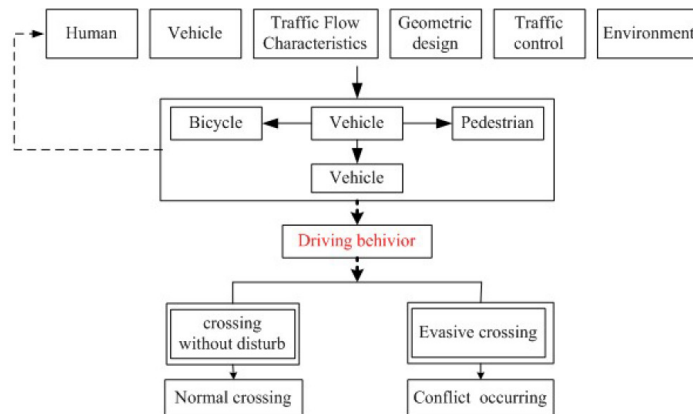 Human
Vehicle
Traffic Flow
Characteristics
Geometric
design
Traffic
control
Environment
Bicycle
Vehicle
Pedestrian
Vehicle
Driving behivior
crossing
without disturb
Evasive crossing
Normal crossing
Conflict occurring